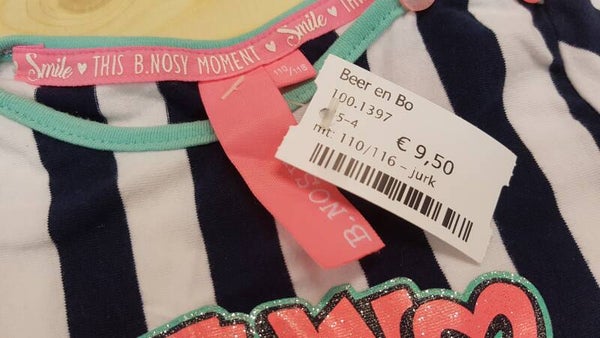 Smile ♥ THIS B.NOSY MOMENT ♥ Smile ♥
110/116
B.NOSY
Beer en Bo
100.1397
5-4
€ 9,50
mt: 110/116 - jurk